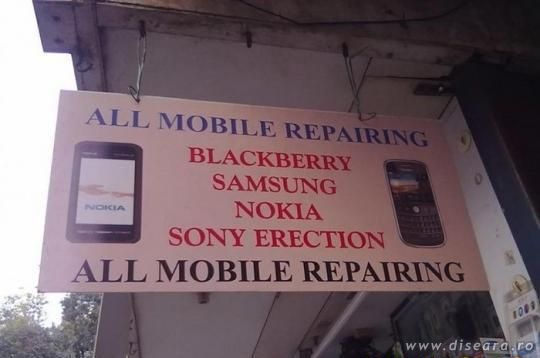 ALL MOBILE REPAIRING
BLACKBERRY
SAMSUNG
NOKIA
SONY ERECTION
ALL MOBILE REPAIRING
NOKIA
www.diseara.ro